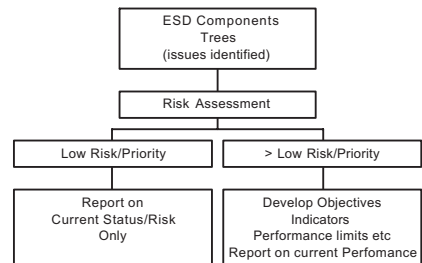 ESD Components
Trees
(issues identified)
Risk Assessment
Low Risk/Priority
> Low Risk/Priority
Report on
Current Status/Risk
Only
Develop Objectives
Indicators
Performance limits etc
Report on current Perfomance